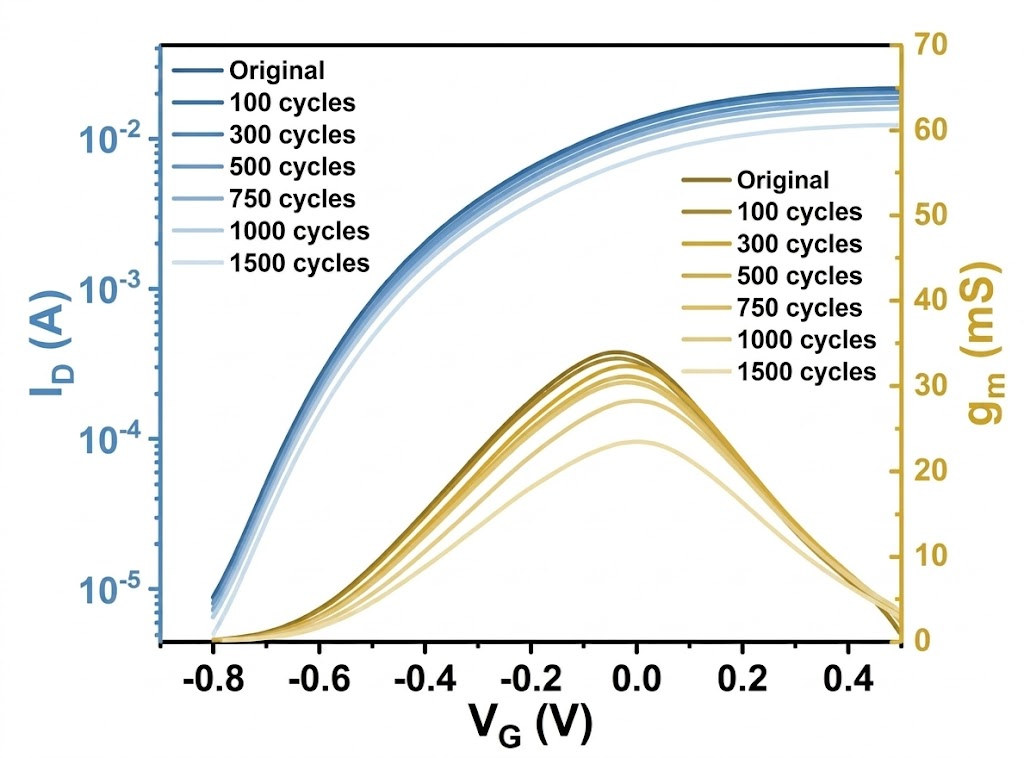 Original
100 cycles
300 cycles
500 cycles
750 cycles
1000 cycles
1500 cycles
Original
100 cycles
300 cycles
500 cycles
750 cycles
1000 cycles
1500 cycles
10-2
10-3
10-4
10-5
ID (A)
70
60
50
40
30
20
10
0
gm (mS)
-0.8 -0.6 -0.4 -0.2 0.0 0.2 0.4
VG (V)